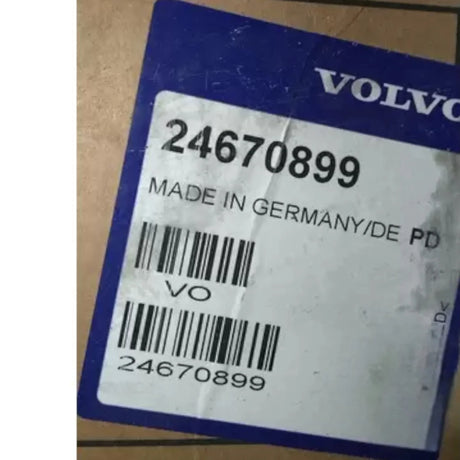 VOLVO
24670899
MADE IN GERMANY/DE PD
VO
24670899